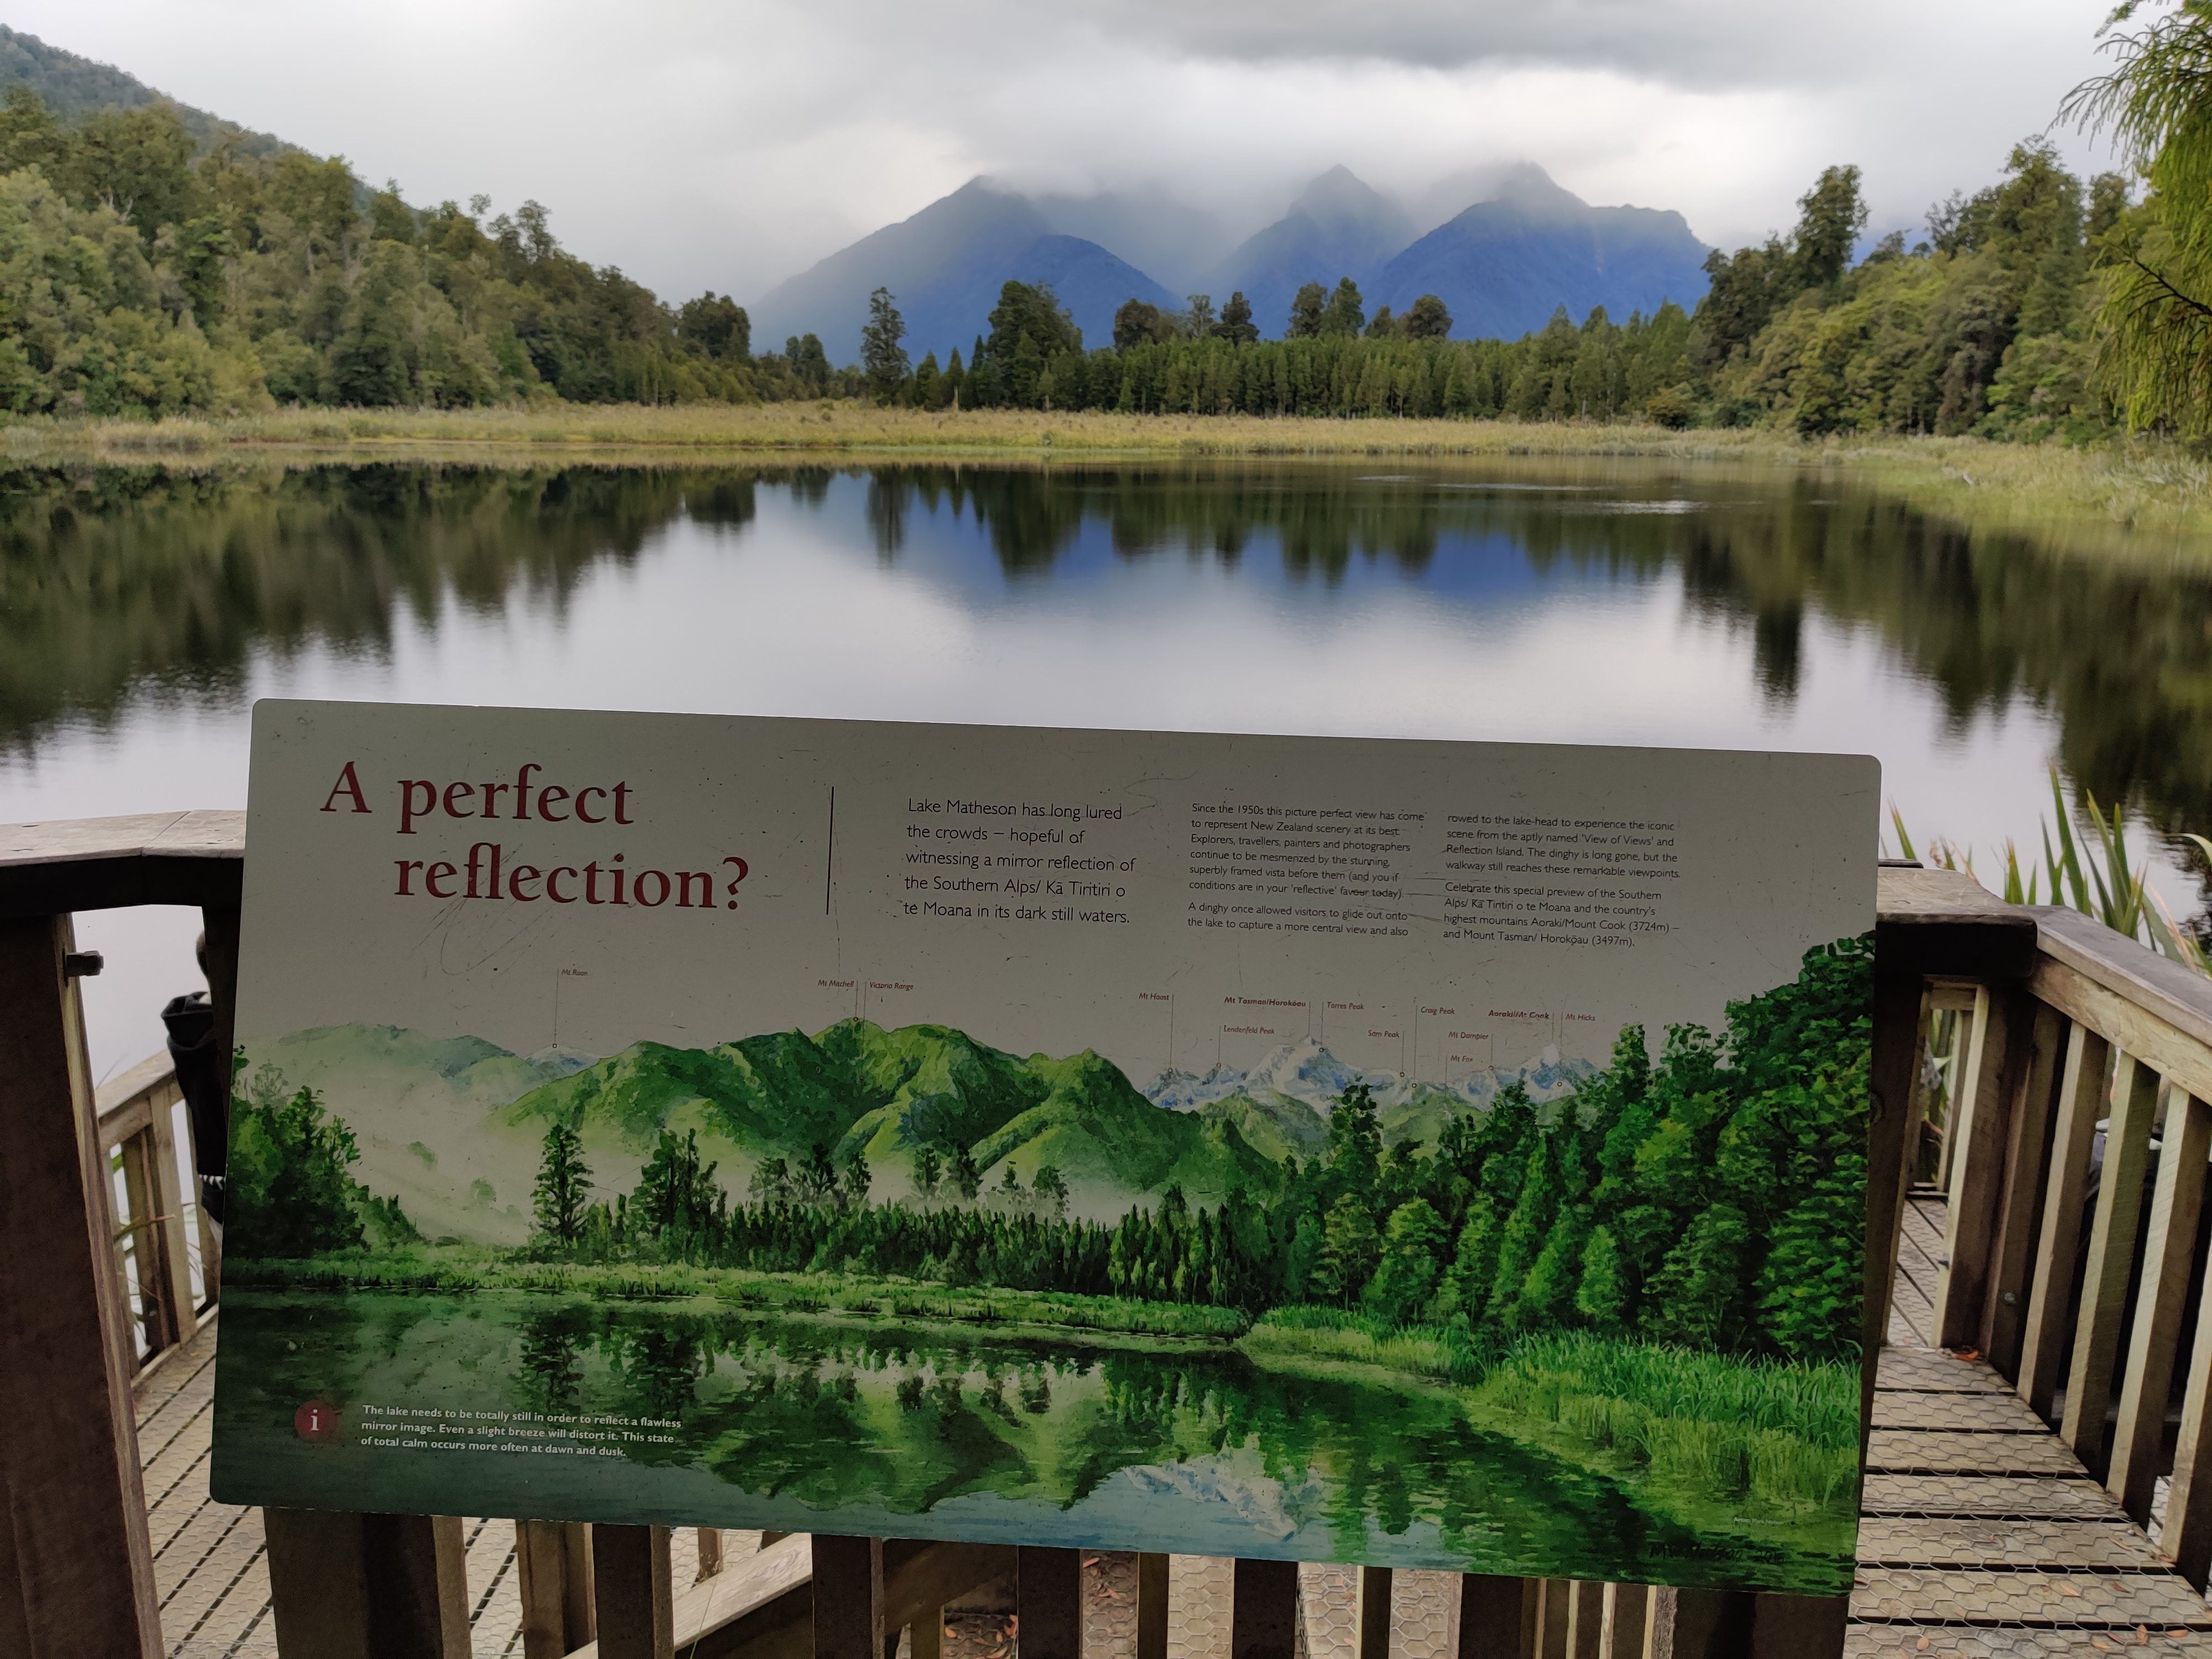 A perfect
reflection?
Lake Matheson has long lured
the crowds – hopeful of
witnessing a mirror reflection of
the Southern Alps/ Kā Tiritiri o
te Moana in its dark still waters.
Since the 1950s this picture perfect view has come
to represent New Zealand scenery at its best.
Explorers, travellers, painters and photographers
continue to be mesmerized by the stunning,
superbly framed vista before them (and you if
conditions are in your 'reflective' favour today).
A dinghy once allowed visitors to glide out onto
the lake to capture a more central view and also
rowed to the lake-head to experience the iconic
scene from the aptly named 'View of Views' and
Reflection Island. The dinghy is long gone, but the
walkway still reaches these remarkable viewpoints.
Celebrate this special preview of the Southern
Alps/ Kā Tiritiri o te Moana and the country's
highest mountains Aoraki/Mount Cook (3724m) –
and Mount Tasman/ Horokōau (3497m).
Mt Roon
Mt Mitchell
Victoria Range
Mt Haast
Lendenfeld Peak
Mt Tasman/Horokōau
Torres Peak
Sam Peak
Craig Peak
Mt Fox
Mt Dampier
Aoraki/Mt Cook
Mt Hicks
The lake needs to be totally still in order to reflect a flawless
mirror image. Even a slight breeze will distort it. This state
of total calm occurs more often at dawn and dusk.